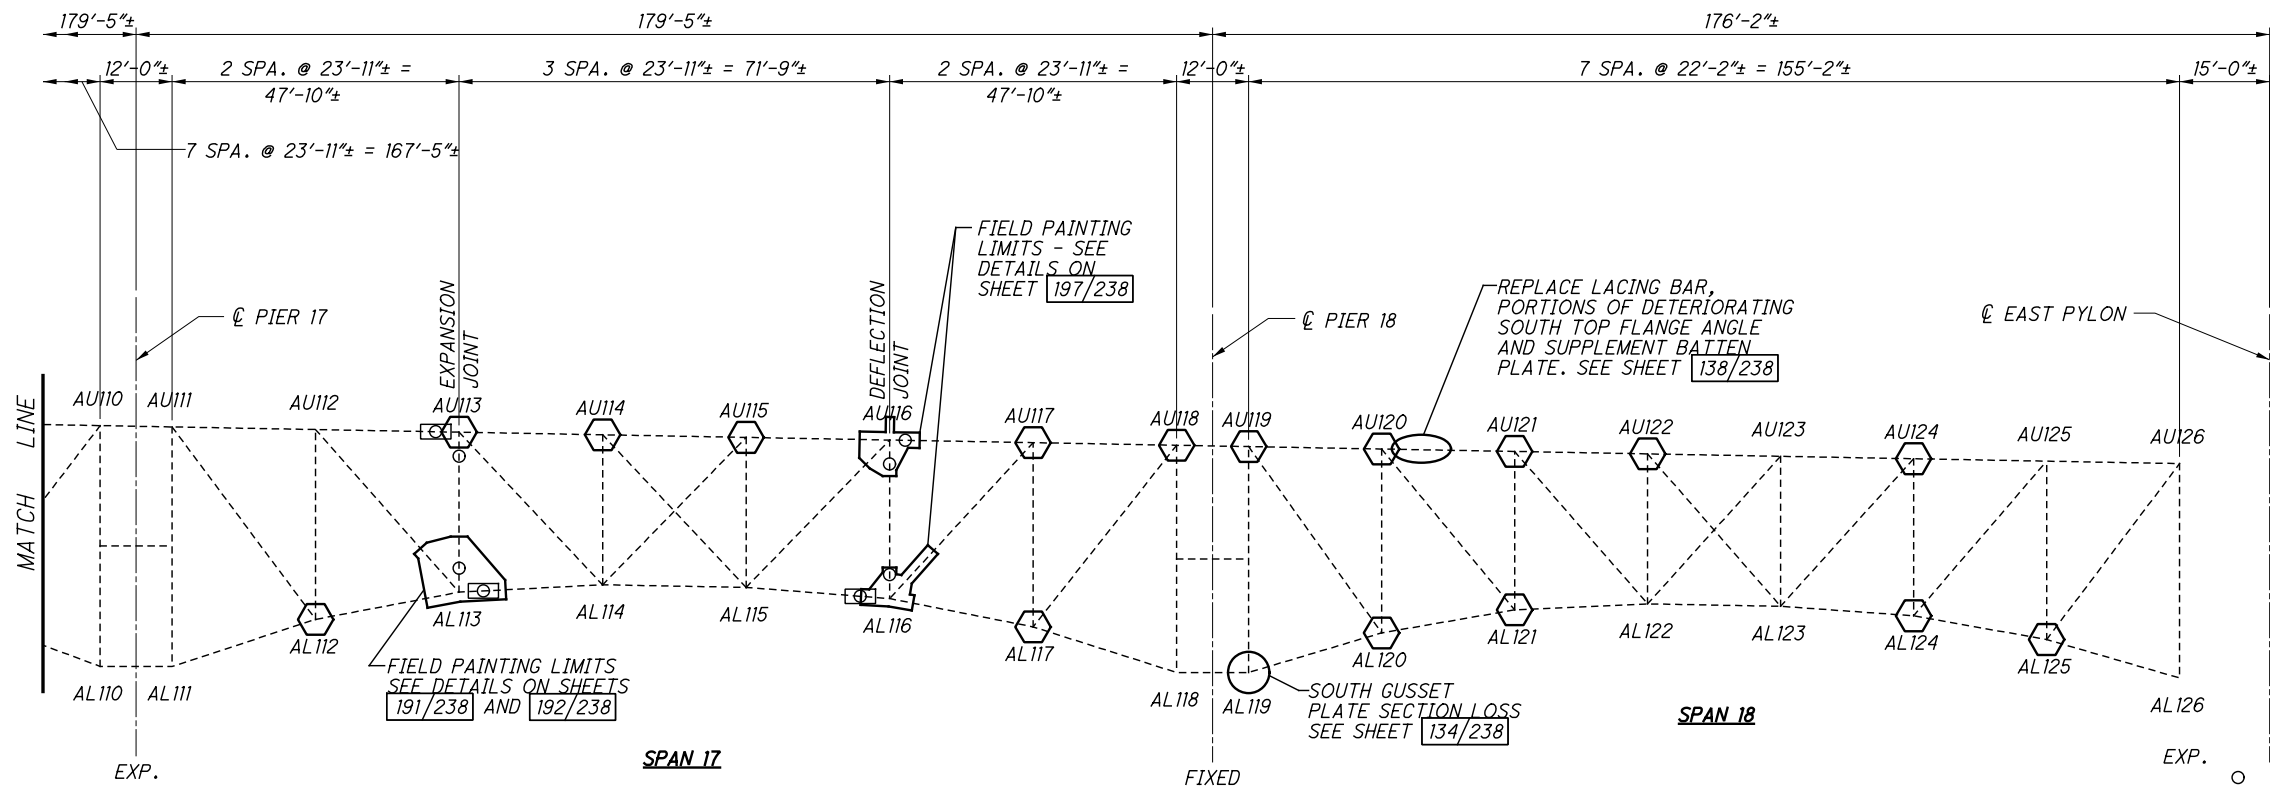 179'-5"±
179'-5"±
176'-2"±
12'-0"±
2 SPA. @ 23'-11"± =
47'-10"±
3 SPA. @ 23'-11"± = 71'-9"±
2 SPA. @ 23'-11"± =
47'-10"±
12'-0"±
7 SPA. @ 22'-2"± = 155'-2"±
15'-0"±
7 SPA. @ 23'-11"± = 167'-5"±
FIELD PAINTING
LIMITS - SEE
DETAILS ON
SHEET 197/238
REPLACE LACING BAR,
PORTIONS OF DETERIORATING
SOUTH TOP FLANGE ANGLE
AND SUPPLEMENT BATTEN
PLATE. SEE SHEET 138/238
℄ PIER 17
EXPANSION
JOINT
DEFLECTION
JOINT
℄ PIER 18
℄ EAST PYLON
MATCH LINE
AU110
AU111
AU112
AU113
AU114
AU115
AU116
AU117
AU118
AU119
AU120
AU121
AU122
AU123
AU124
AU125
AU126
AL110
AL111
AL112
AL113
AL114
AL115
AL116
AL117
AL118
AL119
AL120
AL121
AL122
AL123
AL124
AL125
AL126
FIELD PAINTING LIMITS
SEE DETAILS ON SHEETS
191/238 AND 192/238
SOUTH GUSSET
PLATE SECTION LOSS
SEE SHEET 134/238
SPAN 17
SPAN 18
EXP.
FIXED
EXP.